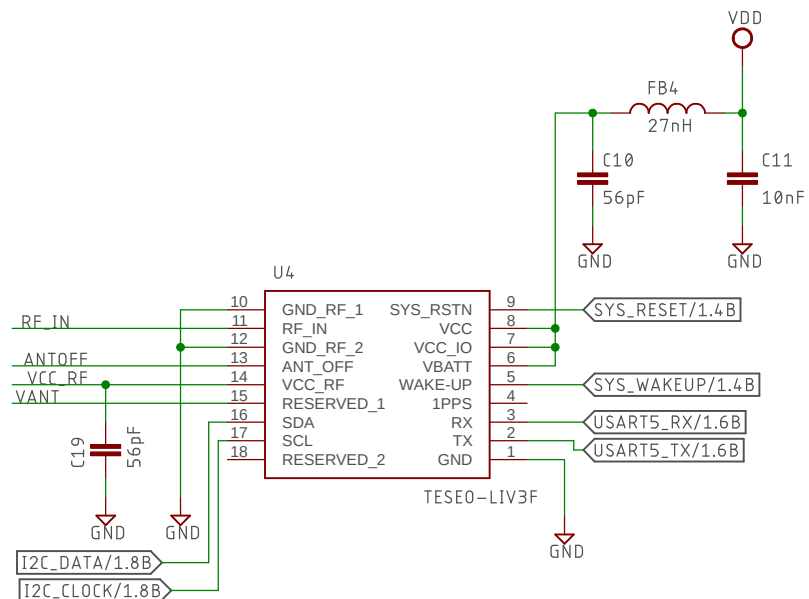 VDD
FB4
27nH
C10
56pF
C11
10nF
GND
GND
U4
10 GND_RF_1 SYS_RSTN 9 SYS_RESET/1.4B
RF_IN 11 RF_IN VCC 8
12 GND_RF_2 VCC_IO 7
ANTOFF 13 ANT_OFF VBATT 6
VCC_RF 14 VCC_RF WAKE-UP 5 SYS_WAKEUP/1.4B
VANT 15 RESERVED_1 1PPS 4
16 SDA RX 3 USART5_RX/1.6B
17 SCL TX 2 USART5_TX/1.6B
18 RESERVED_2 GND 1
C19
56pF
TESEO-LIV3F
GND
GND
GND
I2C_DATA/1.8B
I2C_CLOCK/1.8B